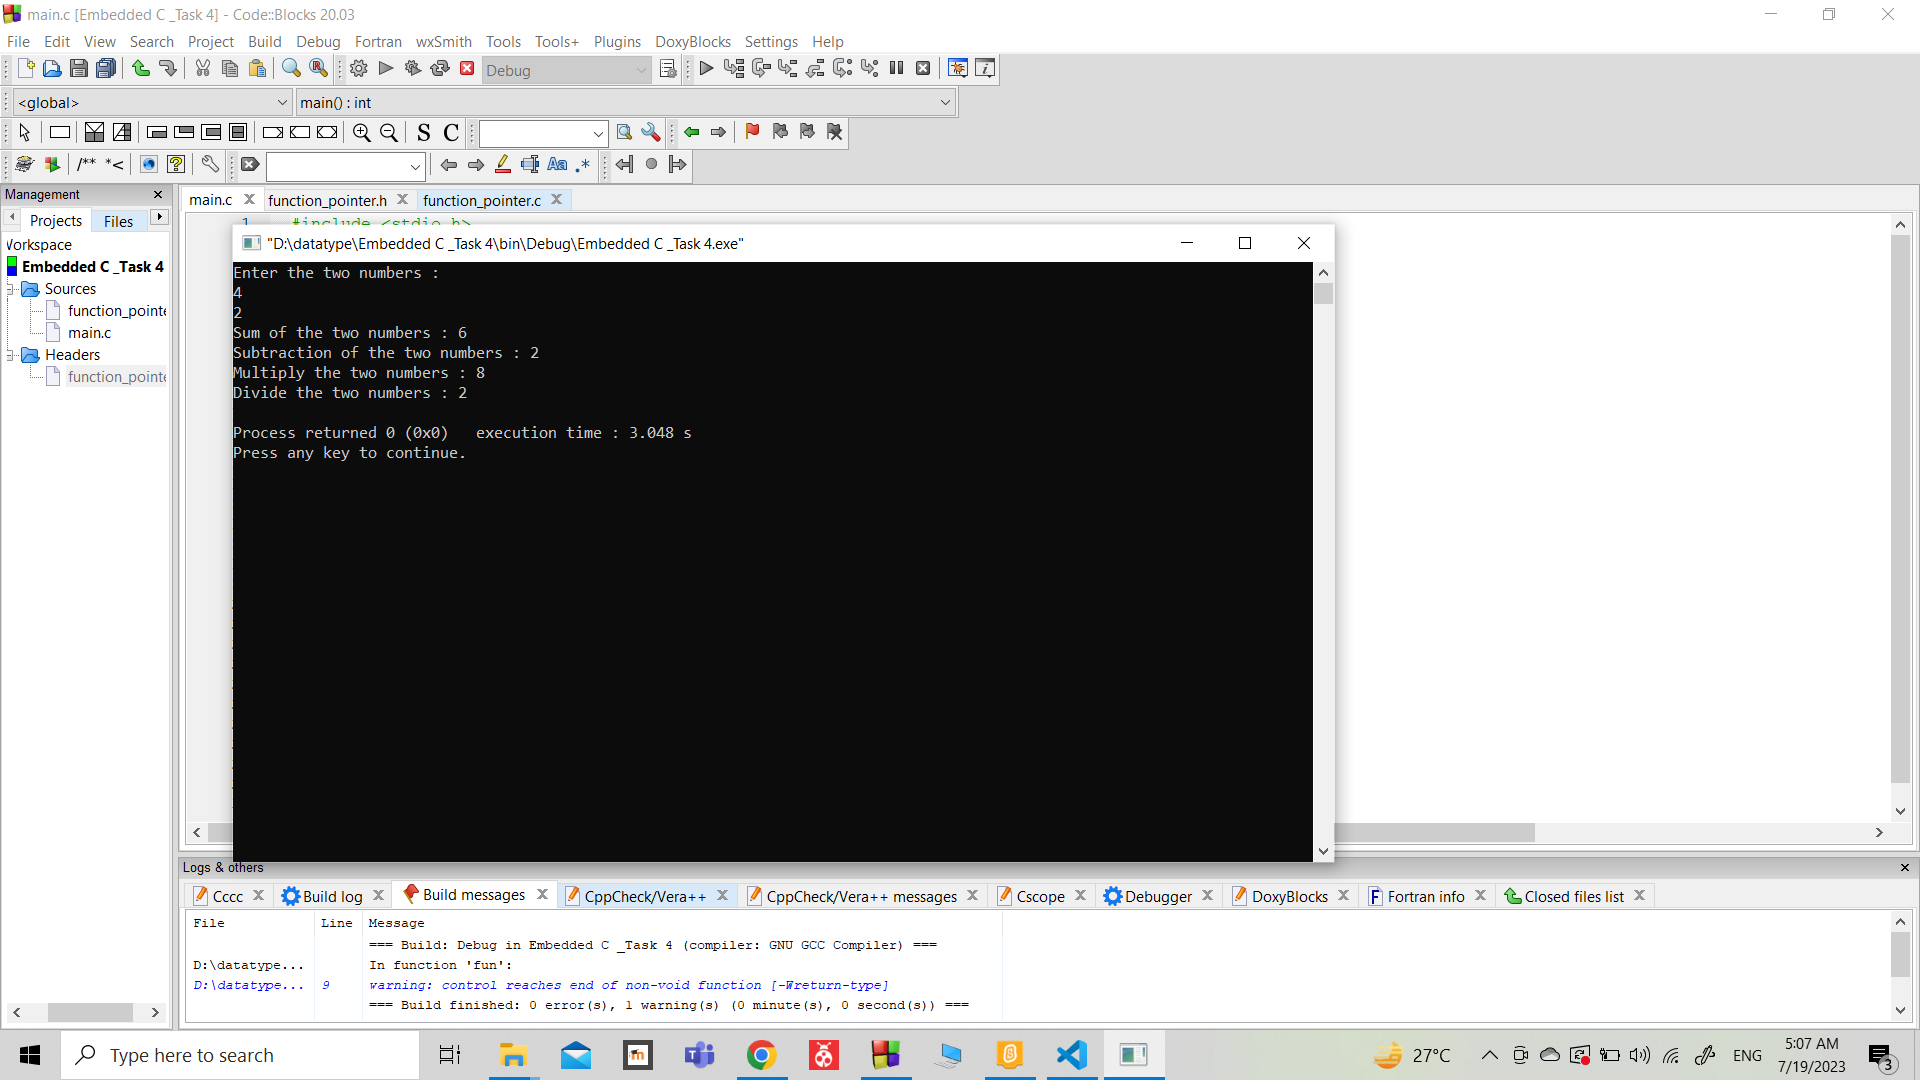 main.c [Embedded C _Task 4] - Code::Blocks 20.03
File Edit View Search Project Build Debug Fortran wxSmith Tools Tools+ Plugins DoxyBlocks Settings Help
Debug
<global> main() : int
S C
/** *<
Aa .*
Management
main.c function_pointer.h function_pointer.c
Projects Files
1 #include <stdio.h>
Workspace
Embedded C _Task 4
Sources
function_pointe
main.c
Headers
function_pointe
"D:\datatype\Embedded C _Task 4\bin\Debug\Embedded C _Task 4.exe"
Enter the two numbers :
4
2
Sum of the two numbers : 6
Subtraction of the two numbers : 2
Multiply the two numbers : 8
Divide the two numbers : 2
Process returned 0 (0x0)   execution time : 3.048 s
Press any key to continue.
Logs & others
Cccc Build log Build messages CppCheck/Vera++ CppCheck/Vera++ messages Cscope Debugger DoxyBlocks Fortran info Closed files list
File Line Message
=== Build: Debug in Embedded C _Task 4 (compiler: GNU GCC Compiler) ===
D:\datatype... In function 'fun':
D:\datatype... 9 warning: control reaches end of non-void function [-Wreturn-type]
=== Build finished: 0 error(s), 1 warning(s) (0 minute(s), 0 second(s)) ===
Type here to search
27°C
ENG
5:07 AM
7/19/2023
3